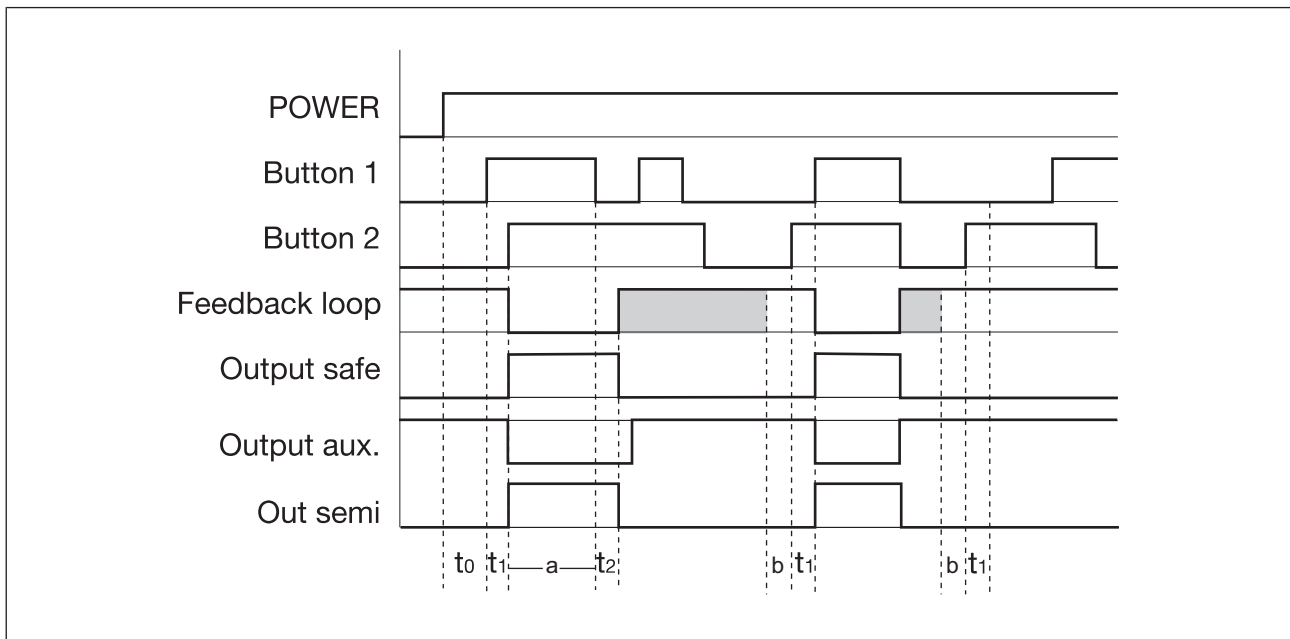 POWER
Button 1
Button 2
Feedback loop
Output safe
Output aux.
Out semi
t0 t1 a t2 b t1 b t1